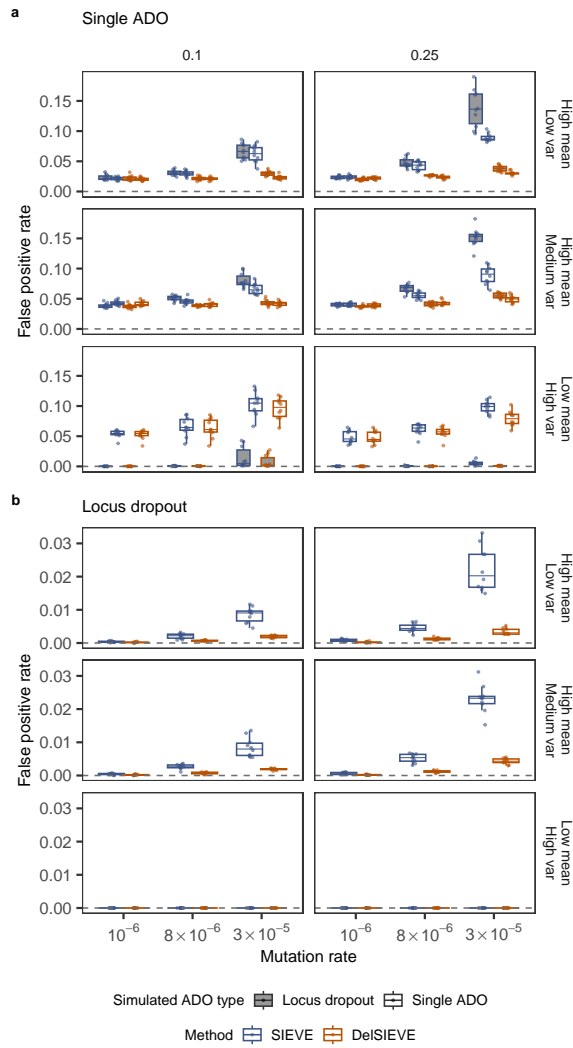 a
Single ADO
0.1 0.25
0.15
0.10
0.05
0.00
High mean
Low var
0.15
0.10
0.05
0.00
High mean
Medium var
False positive rate
0.15
0.10
0.05
0.00
Low mean
High var
b
Locus dropout
0.03
0.02
0.01
0.00
High mean
Low var
0.03
0.02
0.01
0.00
High mean
Medium var
False positive rate
0.03
0.02
0.01
0.00
Low mean
High var
10⁻⁶ 8×10⁻⁶ 3×10⁻⁵ 10⁻⁶ 8×10⁻⁶ 3×10⁻⁵
Mutation rate
Simulated ADO type Locus dropout Single ADO
Method SIEVE DelSIEVE